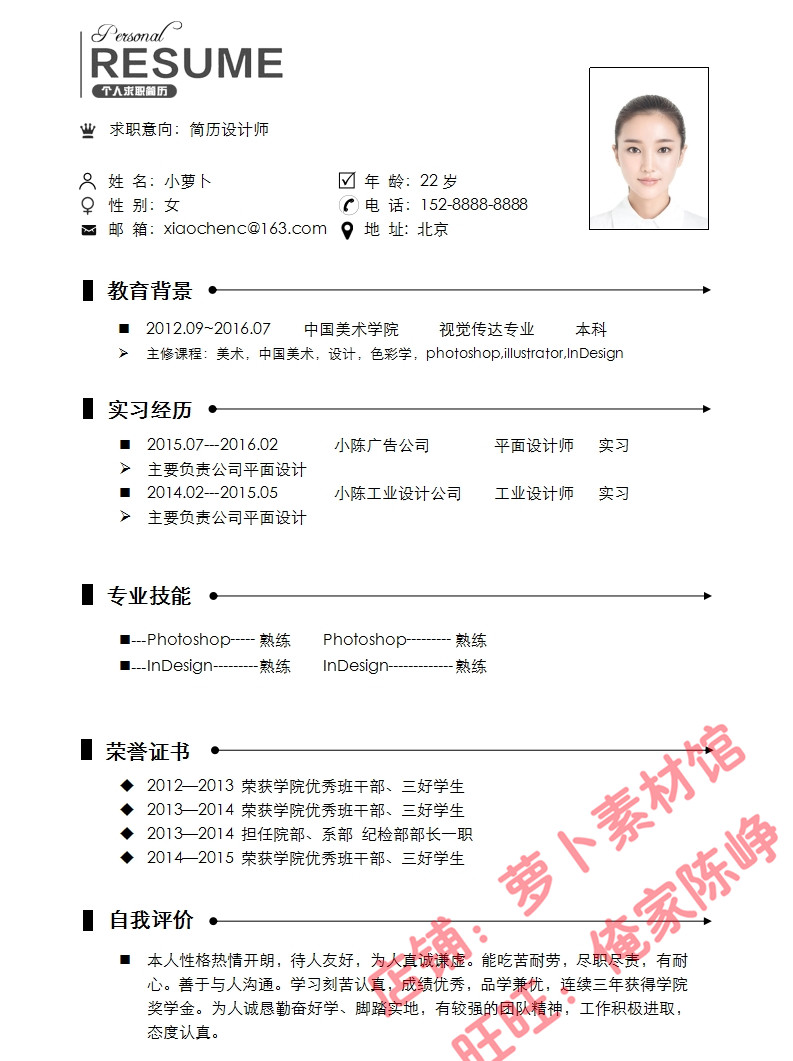 Personal
RESUME
个人求职简历
求职意向：简历设计师
姓 名：小萝卜
年 龄：22 岁
性 别：女
电 话：152-8888-8888
邮 箱：xiaochenc@163.com
地 址: 北京
教育背景
2012.09~2016.07 中国美术学院 视觉传达专业 本科
主修课程：美术，中国美术，设计，色彩学，photoshop,illustrator,InDesign
实习经历
2015.07---2016.02 小陈广告公司 平面设计师 实习
主要负责公司平面设计
2014.02---2015.05 小陈工业设计公司 工业设计师 实习
主要负责公司平面设计
专业技能
---Photoshop----- 熟练 Photoshop--------- 熟练
---InDesign--------- 熟练 InDesign------------- 熟练
荣誉证书
2012—2013 荣获学院优秀班干部、三好学生
2013—2014 荣获学院优秀班干部、三好学生
2013—2014 担任院部、系部 纪检部部长一职
2014—2015 荣获学院优秀班干部、三好学生
自我评价
本人性格热情开朗，待人友好，为人真诚谦虚。能吃苦耐劳，尽职尽责，有耐
心。善于与人沟通。学习刻苦认真，成绩优秀，品学兼优，连续三年获得学院
奖学金。为人诚恳勤奋好学、脚踏实地，有较强的团队精神，工作积极进取，
态度认真。
店铺：萝卜素材馆
旺旺：俺家陈峥